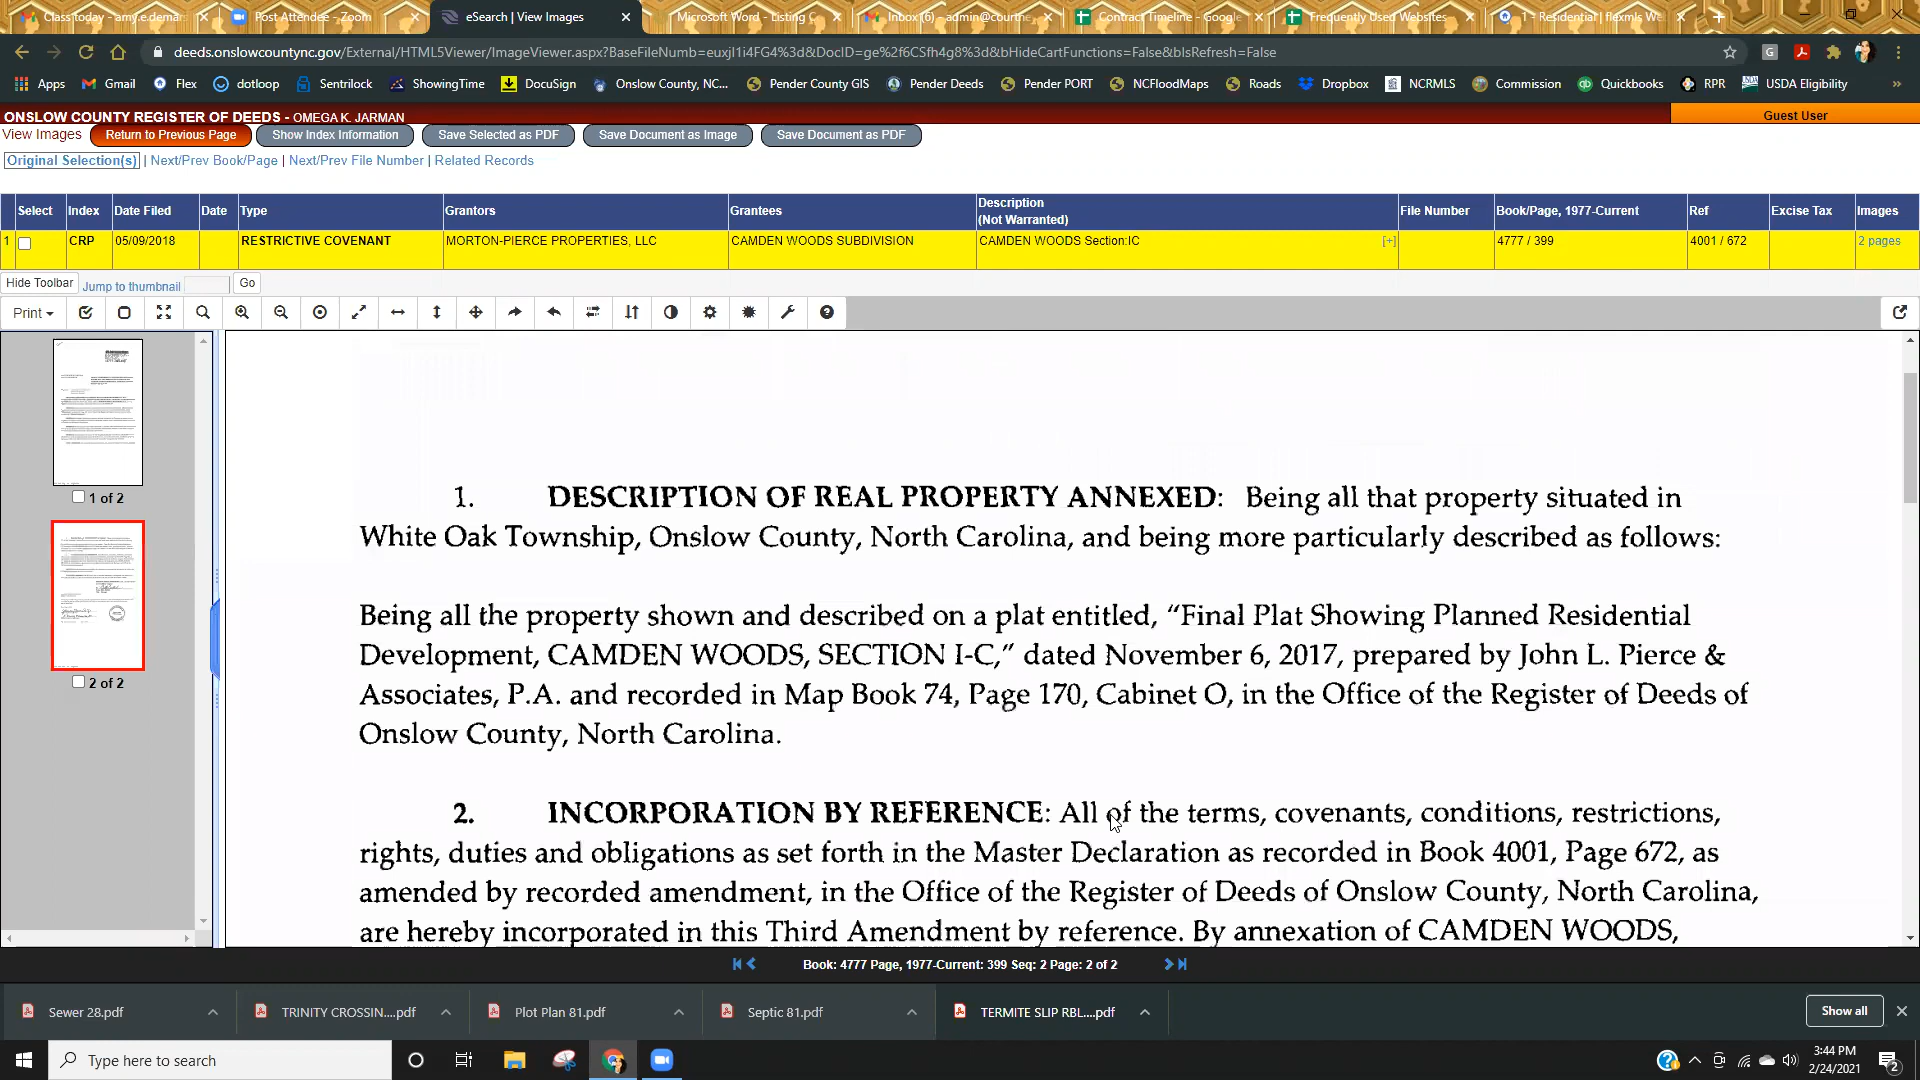 Class today - amy.e.demar
Post Attendee - Zoom
eSearch | View Images
Microsoft Word - Listing C
Inbox (6) - admin@courtne
Contract Timeline - Google
Frequently Used Websites -
1 - Residential | flexmls We
deeds.onslowcountync.gov/External/HTML5Viewer/ImageViewer.aspx?BaseFileNumb=euxjI1i4FG4%3d&DocID=ge%2f6CSfh4g8%3d&bHideCartFunctions=False&bIsRefresh=False
Apps Gmail Flex dotloop Sentrilock ShowingTime DocuSign Onslow County, NC... Pender County GIS Pender Deeds Pender PORT NCFloodMaps Roads Dropbox NCRMLS Commission Quickbooks RPR USDA Eligibility »
ONSLOW COUNTY REGISTER OF DEEDS - OMEGA K. JARMAN
Guest User
View Images Return to Previous Page Show Index Information Save Selected as PDF Save Document as Image Save Document as PDF
Original Selection(s) | Next/Prev Book/Page | Next/Prev File Number | Related Records
Select Index Date Filed Date Type Grantors Grantees Description (Not Warranted) File Number Book/Page, 1977-Current Ref Excise Tax Images
1 CRP 05/09/2018 RESTRICTIVE COVENANT MORTON-PIERCE PROPERTIES, LLC CAMDEN WOODS SUBDIVISION CAMDEN WOODS Section:IC [+] 4777 / 399 4001 / 672 2 pages
Hide Toolbar Jump to thumbnail Go
Print
1 of 2
2 of 2
1. DESCRIPTION OF REAL PROPERTY ANNEXED: Being all that property situated in
White Oak Township, Onslow County, North Carolina, and being more particularly described as follows:
Being all the property shown and described on a plat entitled, “Final Plat Showing Planned Residential
Development, CAMDEN WOODS, SECTION I-C,” dated November 6, 2017, prepared by John L. Pierce &
Associates, P.A. and recorded in Map Book 74, Page 170, Cabinet O, in the Office of the Register of Deeds of
Onslow County, North Carolina.
2. INCORPORATION BY REFERENCE: All of the terms, covenants, conditions, restrictions,
rights, duties and obligations as set forth in the Master Declaration as recorded in Book 4001, Page 672, as
amended by recorded amendment, in the Office of the Register of Deeds of Onslow County, North Carolina,
are hereby incorporated in this Third Amendment by reference. By annexation of CAMDEN WOODS,
Book: 4777 Page, 1977-Current: 399 Seq: 2 Page: 2 of 2
Sewer 28.pdf
TRINITY CROSSIN....pdf
Plot Plan 81.pdf
Septic 81.pdf
TERMITE SLIP RBL....pdf
Show all
Type here to search
3:44 PM
2/24/2021
2